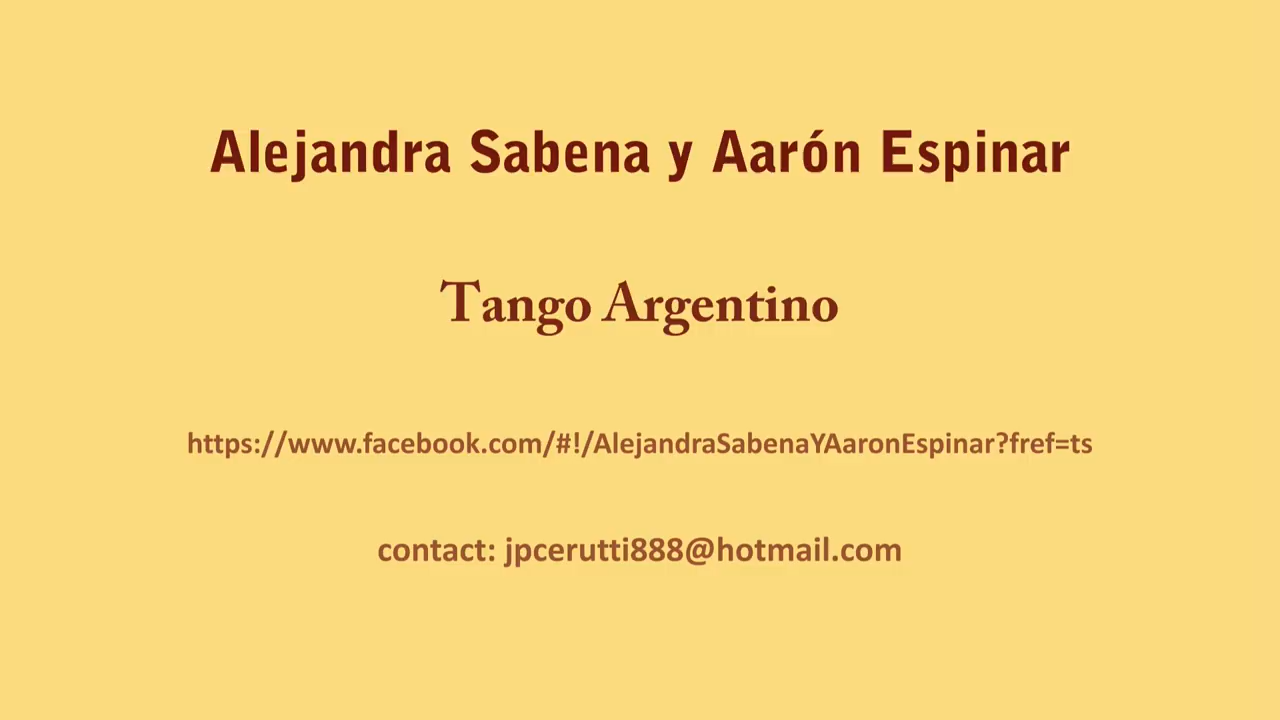 Alejandra Sabena y Aarón Espinar
Tango Argentino
https://www.facebook.com/#!/AlejandraSabenaYAaronEspinar?fref=ts
contact: jpcerutti888@hotmail.com